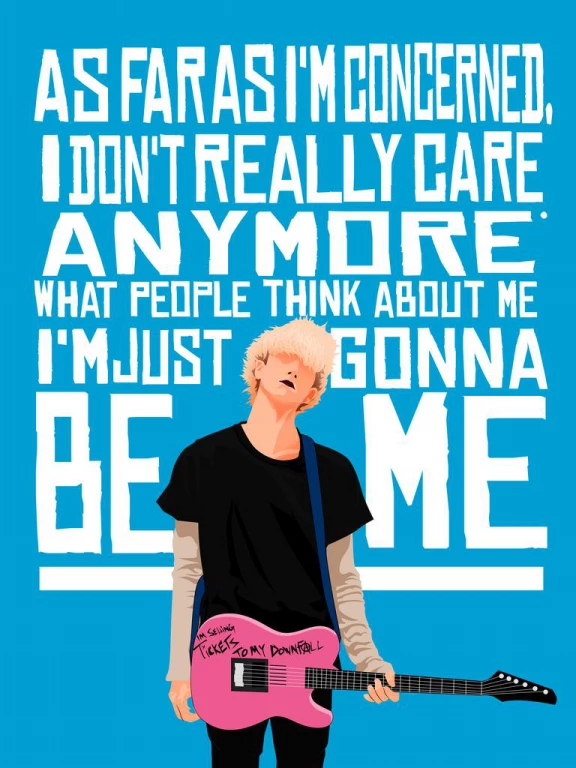 AS FAR AS I'M CONCERNED,
I DON'T REALLY CARE
ANYMORE
WHAT PEOPLE THINK ABOUT ME
I'M JUST GONNA
BE ME
I'M SELLING
TICKETS TO MY DOWNFALL